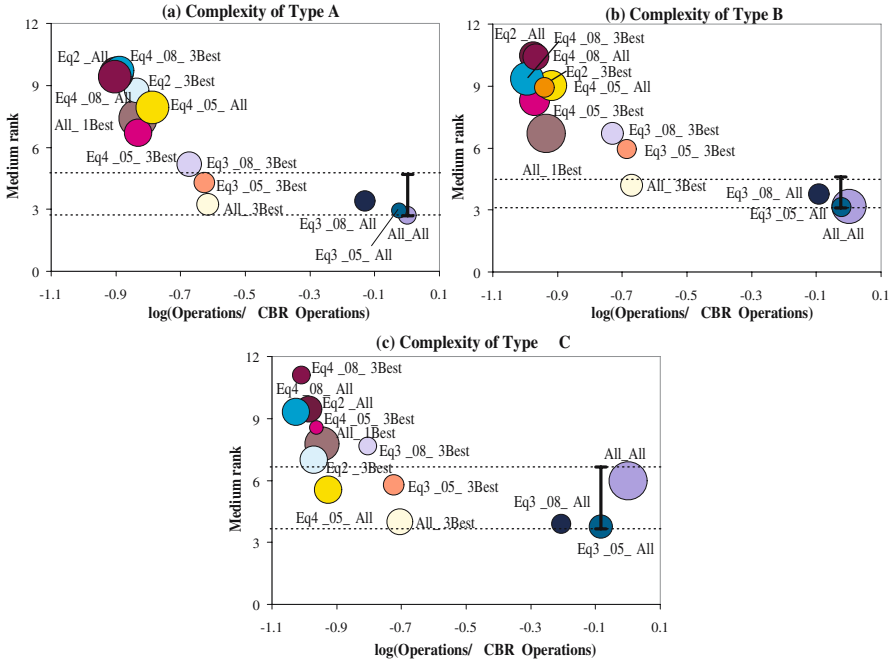 (a) Complexity of Type A
12
9
6
3
0
Medium rank
Eq2 _All
Eq4 _08_ 3Best
Eq2 _ 3Best
Eq4 _08_ All
Eq4 _05_ All
All_ 1Best
Eq4 _05_ 3Best
Eq3 _08_ 3Best
Eq3 _05_ 3Best
All_ 3Best
Eq3 _08_ All
All_All
Eq3 _05_ All
-1.1 -0.9 -0.7 -0.5 -0.3 -0.1 0.1
log(Operations/ CBR Operations)
(b) Complexity of Type B
12
9
6
3
0
Medium rank
Eq2 _All
Eq4 _08_ 3Best
Eq4 _08_ All
Eq2 _ 3Best
Eq4 _05_ All
Eq4 _05_ 3Best
Eq3 _08_ 3Best
Eq3 _05_ 3Best
All_ 1Best
All_ 3Best
Eq3 _08_ All
Eq3 _05_ All
All_All
-1.1 -0.9 -0.7 -0.5 -0.3 -0.1 0.1
log(Operations/ CBR Operations)
(c) Complexity of Type C
12
9
6
3
0
Medium rank
Eq4 _08_ 3Best
Eq4 _08_ All
Eq2 _All
Eq4 _05_ 3Best
All_ 1Best
Eq3 _08_ 3Best
All_All
Eq2 _ 3Best
Eq3 _05_ 3Best
Eq3 _08_ All
Eq4 _05_ All
All_ 3Best
Eq3 _05_ All
-1.1 -0.9 -0.7 -0.5 -0.3 -0.1 0.1
log(Operations/ CBR Operations)